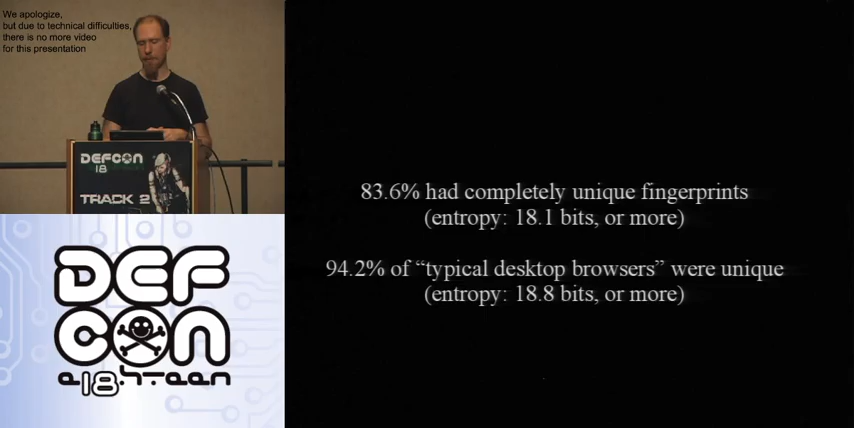 We apologize,
but due to technical difficulties,
there is no more video
for this presentation
DEFCON
18
TRACK 2
83.6% had completely unique fingerprints
(entropy: 18.1 bits, or more)
94.2% of “typical desktop browsers” were unique
(entropy: 18.8 bits, or more)
DEF
CON